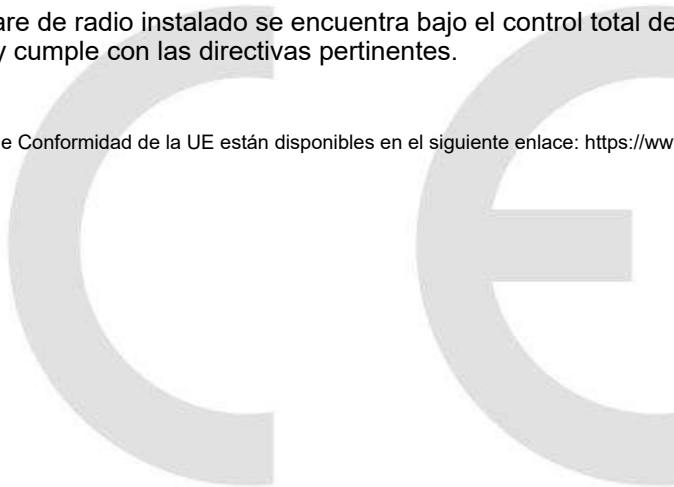 are de radio instalado se encuentra bajo el control total de
y cumple con las directivas pertinentes.
e Conformidad de la UE están disponibles en el siguiente enlace: https://ww
CE